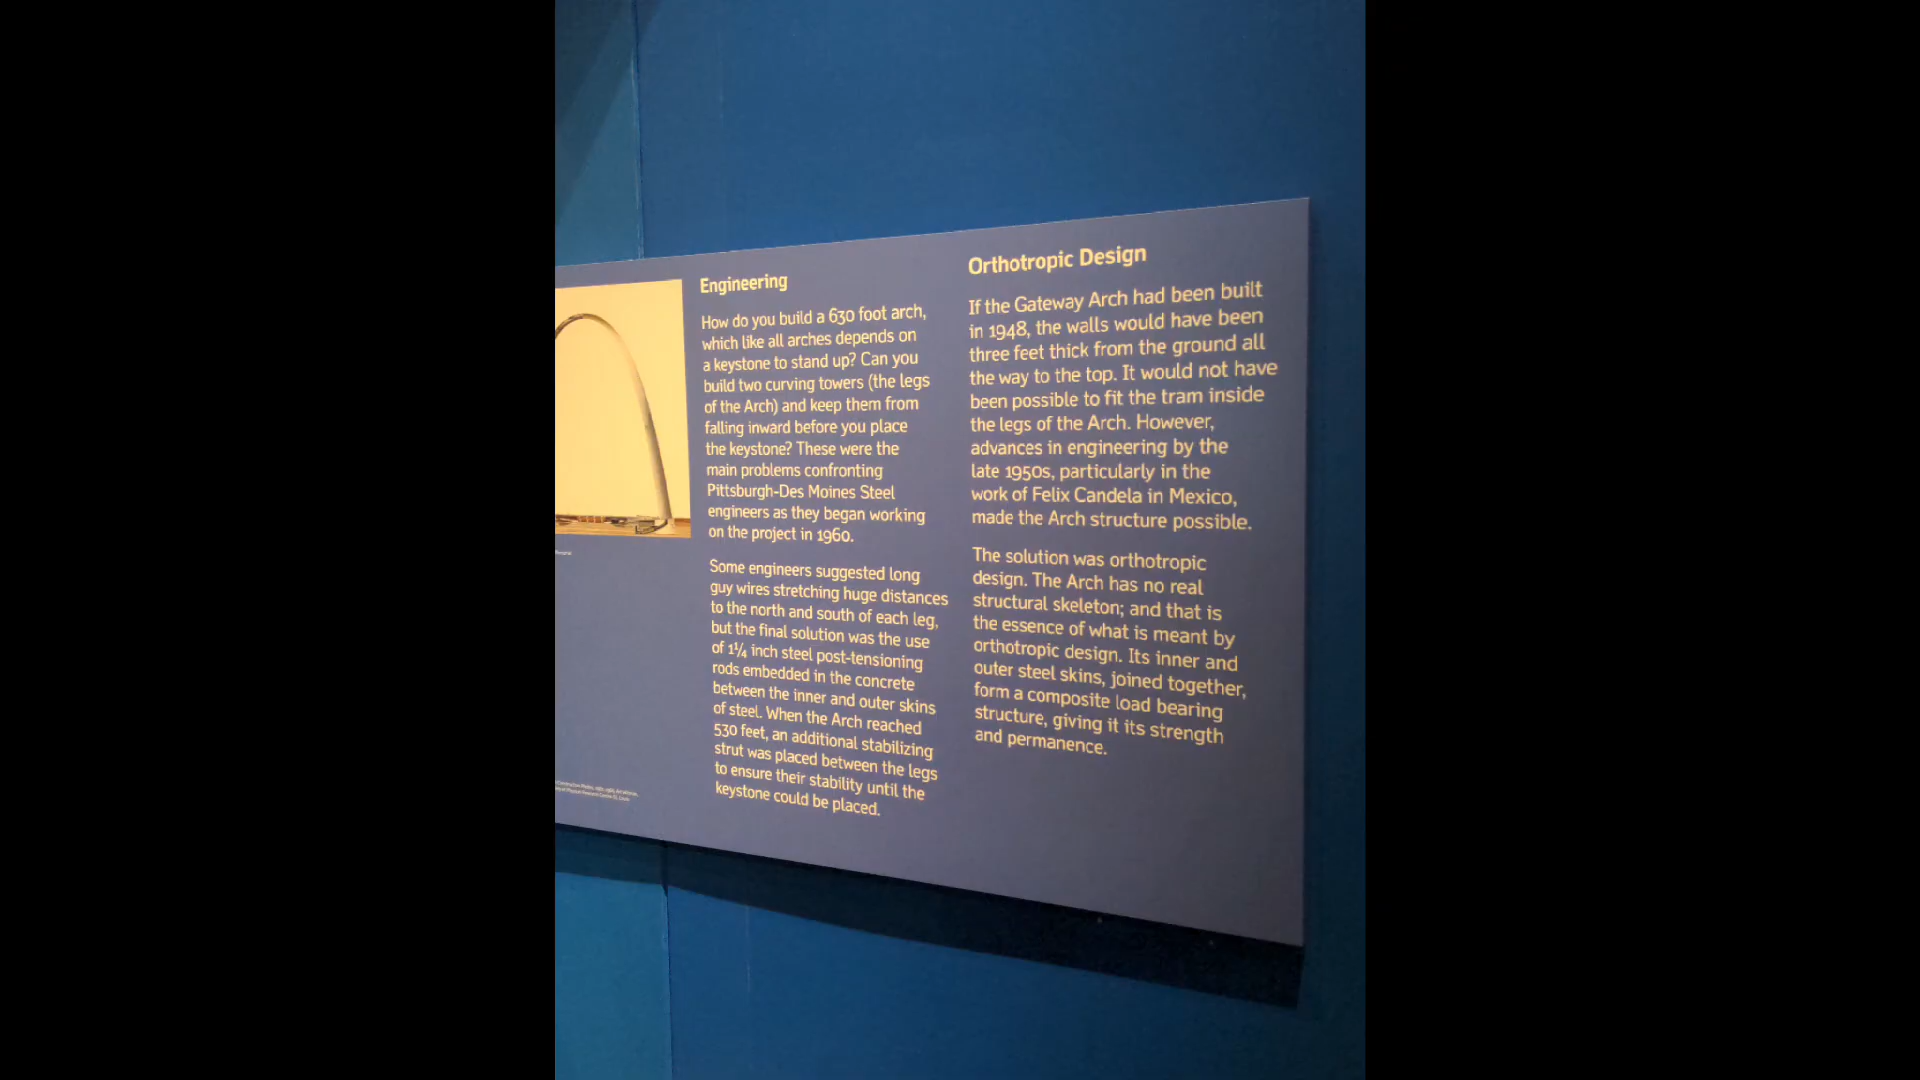 Engineering
How do you build a 630 foot arch,
which like all arches depends on
a keystone to stand up? Can you
build two curving towers (the legs
of the Arch) and keep them from
falling inward before you place
the keystone? These were the
main problems confronting
Pittsburgh-Des Moines Steel
engineers as they began working
on the project in 1960.
Some engineers suggested long
guy wires stretching huge distances
to the north and south of each leg,
but the final solution was the use
of 1¼ inch steel post-tensioning
rods embedded in the concrete
between the inner and outer skins
of steel. When the Arch reached
530 feet, an additional stabilizing
strut was placed between the legs
to ensure their stability until the
keystone could be placed.
Orthotropic Design
If the Gateway Arch had been built
in 1948, the walls would have been
three feet thick from the ground all
the way to the top. It would not have
been possible to fit the tram inside
the legs of the Arch. However,
advances in engineering by the
late 1950s, particularly in the
work of Felix Candela in Mexico,
made the Arch structure possible.
The solution was orthotropic
design. The Arch has no real
structural skeleton; and that is
the essence of what is meant by
orthotropic design. Its inner and
outer steel skins, joined together,
form a composite load bearing
structure, giving it its strength
and permanence.